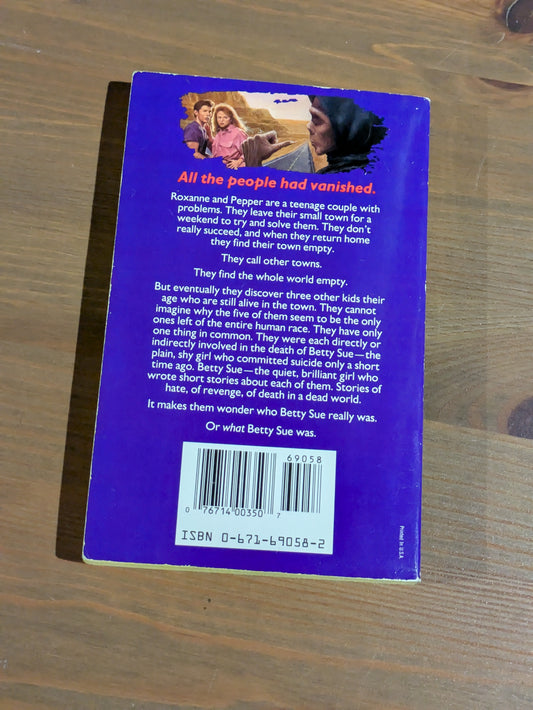 All the people had vanished.
Roxanne and Pepper are a teenage couple with
problems. They leave their small town for a
weekend to try and solve them. They don't
really succeed, and when they return home
they find their town empty.
They call other towns.
They find the whole world empty.
But eventually they discover three other kids their
age who are still alive in the town. They cannot
imagine why the five of them seem to be the only
ones left of the entire human race. They have only
one thing in common. They were each directly or
indirectly involved in the death of Betty Sue—the
plain, shy girl who committed suicide only a short
time ago. Betty Sue—the quiet, brilliant girl who
wrote short stories about each of them. Stories of
hate, of revenge, of death in a dead world.
It makes them wonder who Betty Sue really was.
Or what Betty Sue was.
69058
0 76714 00350 7
ISBN 0-671-69058-2
Printed in U.S.A.